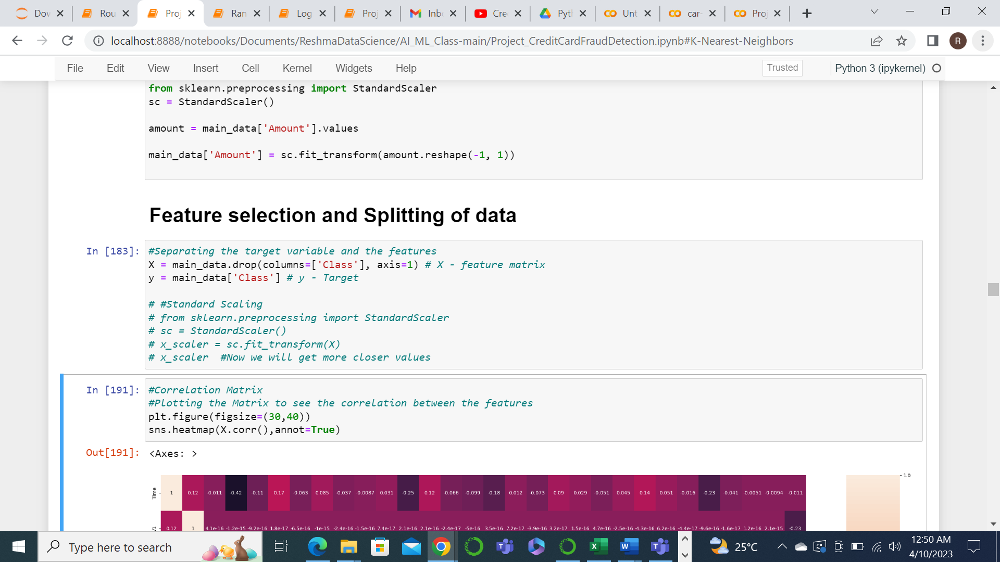 Dov
Rou
Proj
Ran
Log
Proj
Inb
Cre
Pyt
Unt
car-
Proj
localhost:8888/notebooks/Documents/ReshmaDataScience/AI_ML_Class-main/Project_CreditCardFraudDetection.ipynb#K-Nearest-Neighbors
R
File Edit View Insert Cell Kernel Widgets Help
Trusted
Python 3 (ipykernel)
from sklearn.preprocessing import StandardScaler
sc = StandardScaler()
amount = main_data['Amount'].values
main_data['Amount'] = sc.fit_transform(amount.reshape(-1, 1))
Feature selection and Splitting of data
In [183]:
#Separating the target variable and the features
X = main_data.drop(columns=['Class'], axis=1) # X - feature matrix
y = main_data['Class'] # y - Target
# #Standard Scaling
# from sklearn.preprocessing import StandardScaler
# sc = StandardScaler()
# x_scaler = sc.fit_transform(X)
# x_scaler  #Now we will get more closer values
In [191]:
#Correlation Matrix
#Plotting the Matrix to see the correlation between the features
plt.figure(figsize=(30,40))
sns.heatmap(X.corr(),annot=True)
Out[191]: <Axes: >
Time 1 0.12 -0.011 -0.42 -0.11 0.17 -0.063 0.085 -0.037 -0.0087 0.031 -0.25 0.12 -0.066 -0.099 -0.18 0.012 -0.073 0.09 0.029 -0.051 0.045 0.14 0.051 -0.016 -0.23 -0.041 -0.0051 -0.0094 -0.011
1.0
V1 0.12 1 4.1e-16 -1.2e-15 -9.2e-16 1.8e-17 -6.5e-16 -1e-15 -2.4e-16 -1.5e-16 7.4e-17 2.1e-16 2.1e-16 -2.4e-17 -5e-16 3.5e-16 7.2e-17 -3.9e-16 3.2e-17 1.5e-16 4.7e-16 -2.5e-16 -4.3e-16 6.2e-16 -4.4e-17 -9.6e-16 -1.6e-17 1.2e-16 2.1e-15 -0.23
Type here to search
25°C
12:50 AM
4/10/2023